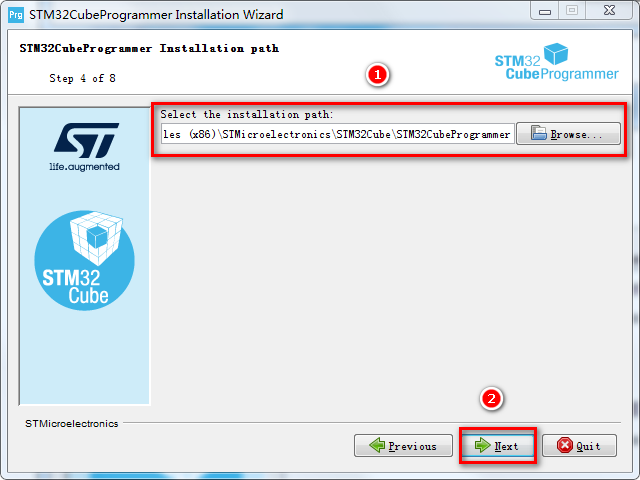 Prg STM32CubeProgrammer Installation Wizard
STM32CubeProgrammer Installation path
Step 4 of 8
1
STM32
CubeProgrammer
Select the installation path:
les (x86)\STMicroelectronics\STM32Cube\STM32CubeProgrammer
Browse...
ST
life.augmented
STM32
Cube
2
STMicroelectronics
Previous
Next
Quit